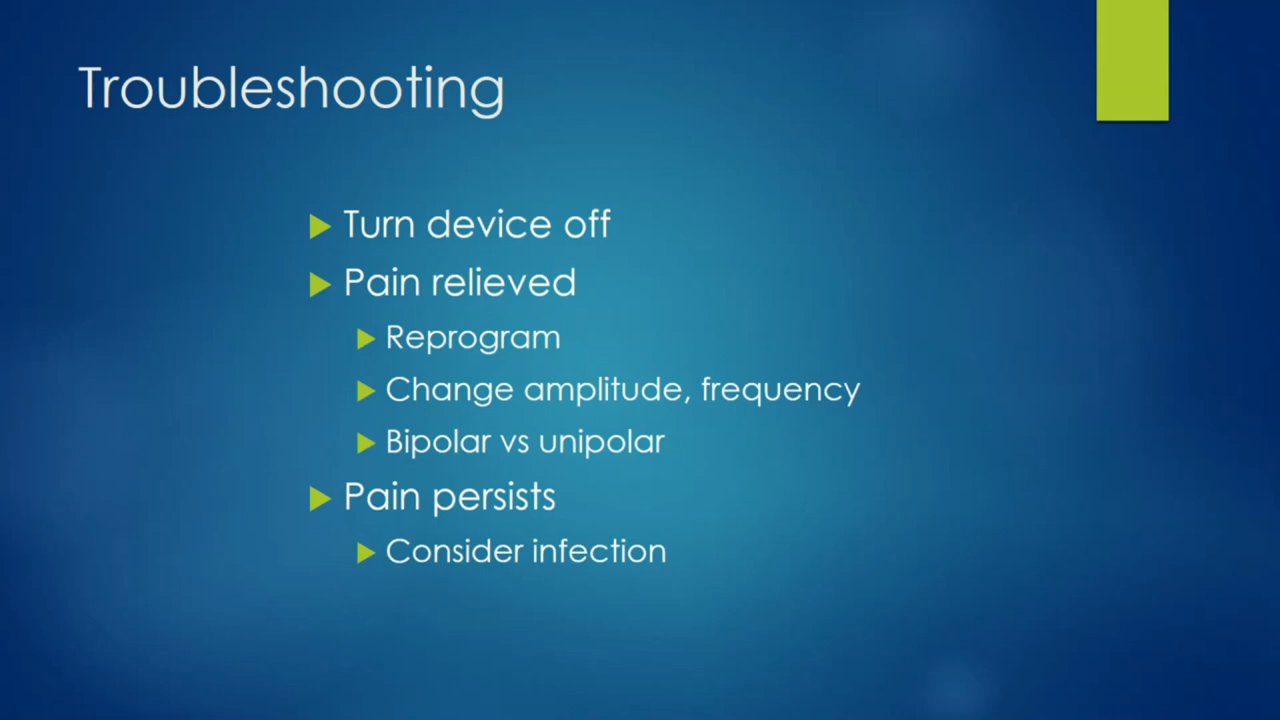 Troubleshooting
Turn device off
Pain relieved
Reprogram
Change amplitude, frequency
Bipolar vs unipolar
Pain persists
Consider infection